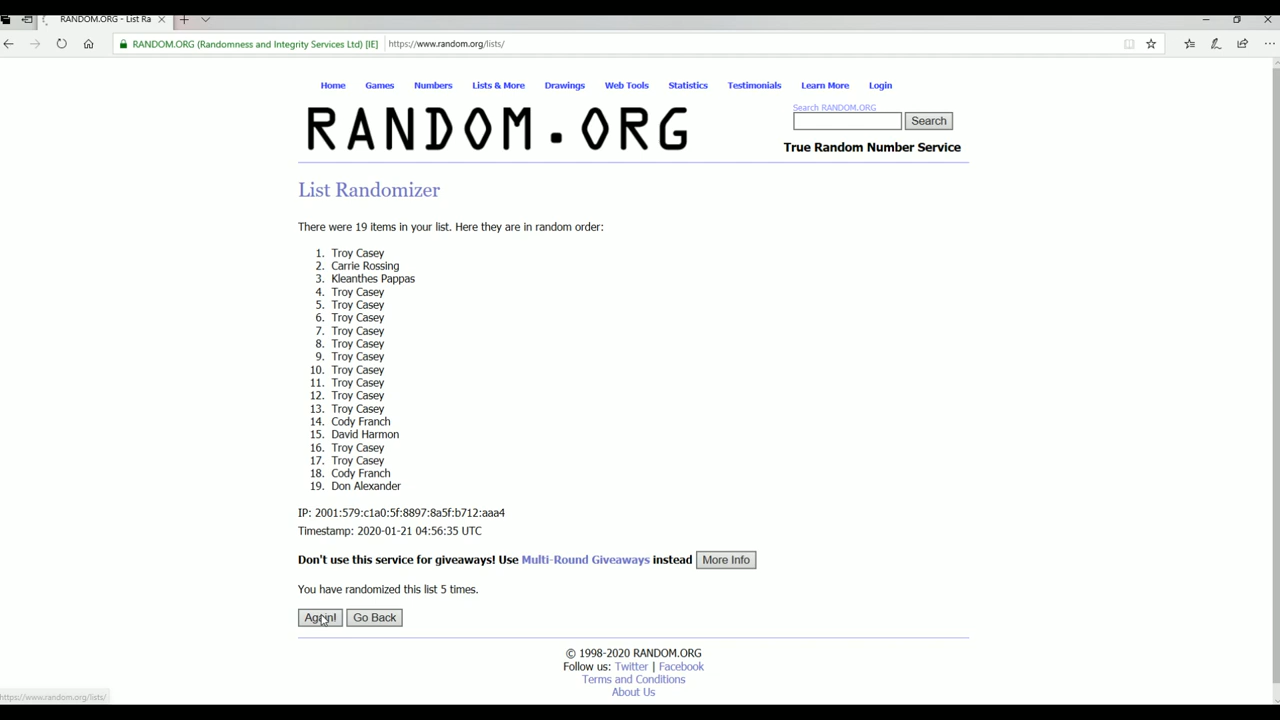 RANDOM.ORG - List Ra
RANDOM.ORG (Randomness and Integrity Services Ltd) [IE]
https://www.random.org/lists/
Home Games Numbers Lists & More Drawings Web Tools Statistics Testimonials Learn More Login
RANDOM.ORG
Search RANDOM.ORG
Search
True Random Number Service
List Randomizer
There were 19 items in your list. Here they are in random order:
1. Troy Casey
2. Carrie Rossing
3. Kleanthes Pappas
4. Troy Casey
5. Troy Casey
6. Troy Casey
7. Troy Casey
8. Troy Casey
9. Troy Casey
10. Troy Casey
11. Troy Casey
12. Troy Casey
13. Troy Casey
14. Cody Franch
15. David Harmon
16. Troy Casey
17. Troy Casey
18. Cody Franch
19. Don Alexander
IP: 2001:579:c1a0:5f:8897:8a5f:b712:aaa4
Timestamp: 2020-01-21 04:56:35 UTC
Don't use this service for giveaways! Use Multi-Round Giveaways instead More Info
You have randomized this list 5 times.
Again! Go Back
© 1998-2020 RANDOM.ORG
Follow us: Twitter | Facebook
Terms and Conditions
About Us
https://www.random.org/lists/